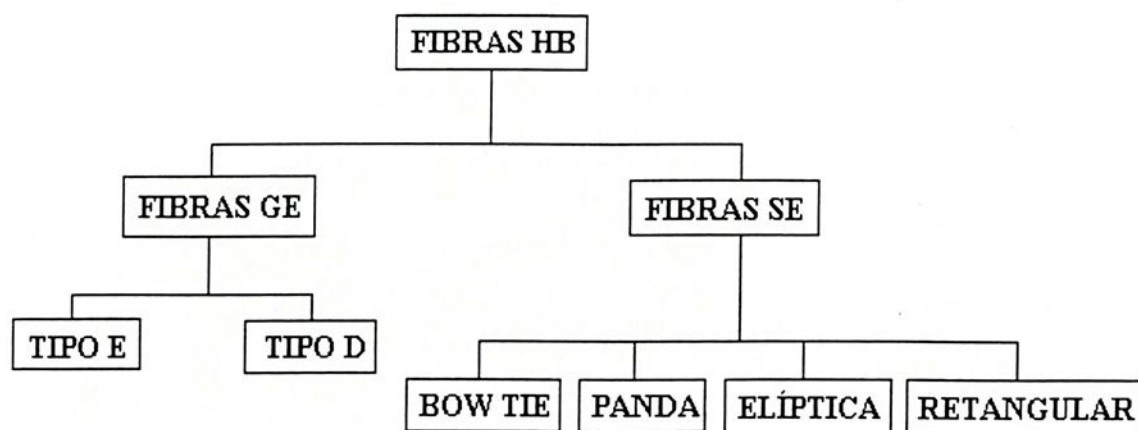 FIBRAS HB
FIBRAS GE
FIBRAS SE
TIPO E
TIPO D
BOW TIE
PANDA
ELÍPTICA
RETANGULAR